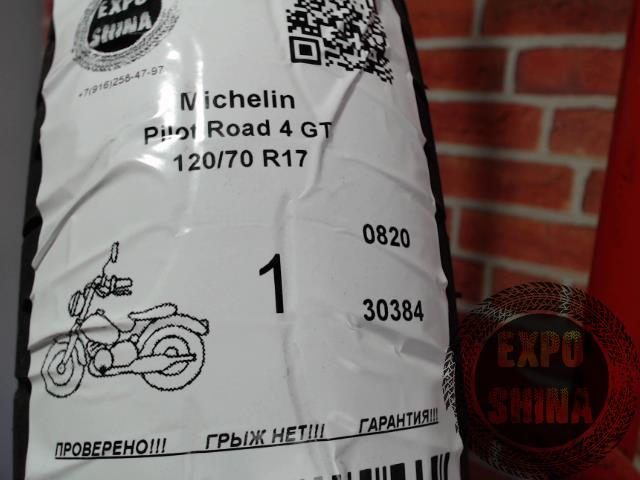 EXPO
SHINA
+7(916)258-47-97
Michelin
Pilot Road 4 GT
120/70 R17
0820
1
30384
ПРОВЕРЕНО!!! ГРЫЖ НЕТ!!! ГАРАНТИЯ!!!
EXPO
SHINA